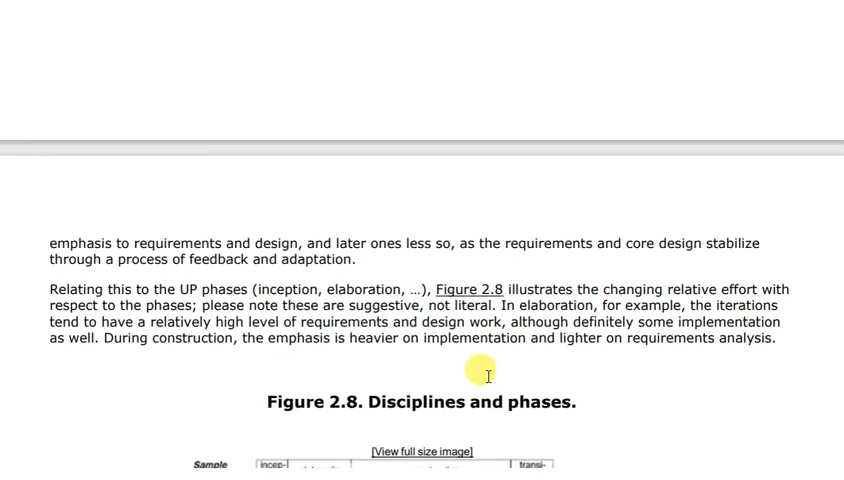 emphasis to requirements and design, and later ones less so, as the requirements and core design stabilize
through a process of feedback and adaptation.
Relating this to the UP phases (inception, elaboration, ...), Figure 2.8 illustrates the changing relative effort with
respect to the phases; please note these are suggestive, not literal. In elaboration, for example, the iterations
tend to have a relatively high level of requirements and design work, although definitely some implementation
as well. During construction, the emphasis is heavier on implementation and lighter on requirements analysis.
Figure 2.8. Disciplines and phases.
[View full size image]
Sample incep- transi-